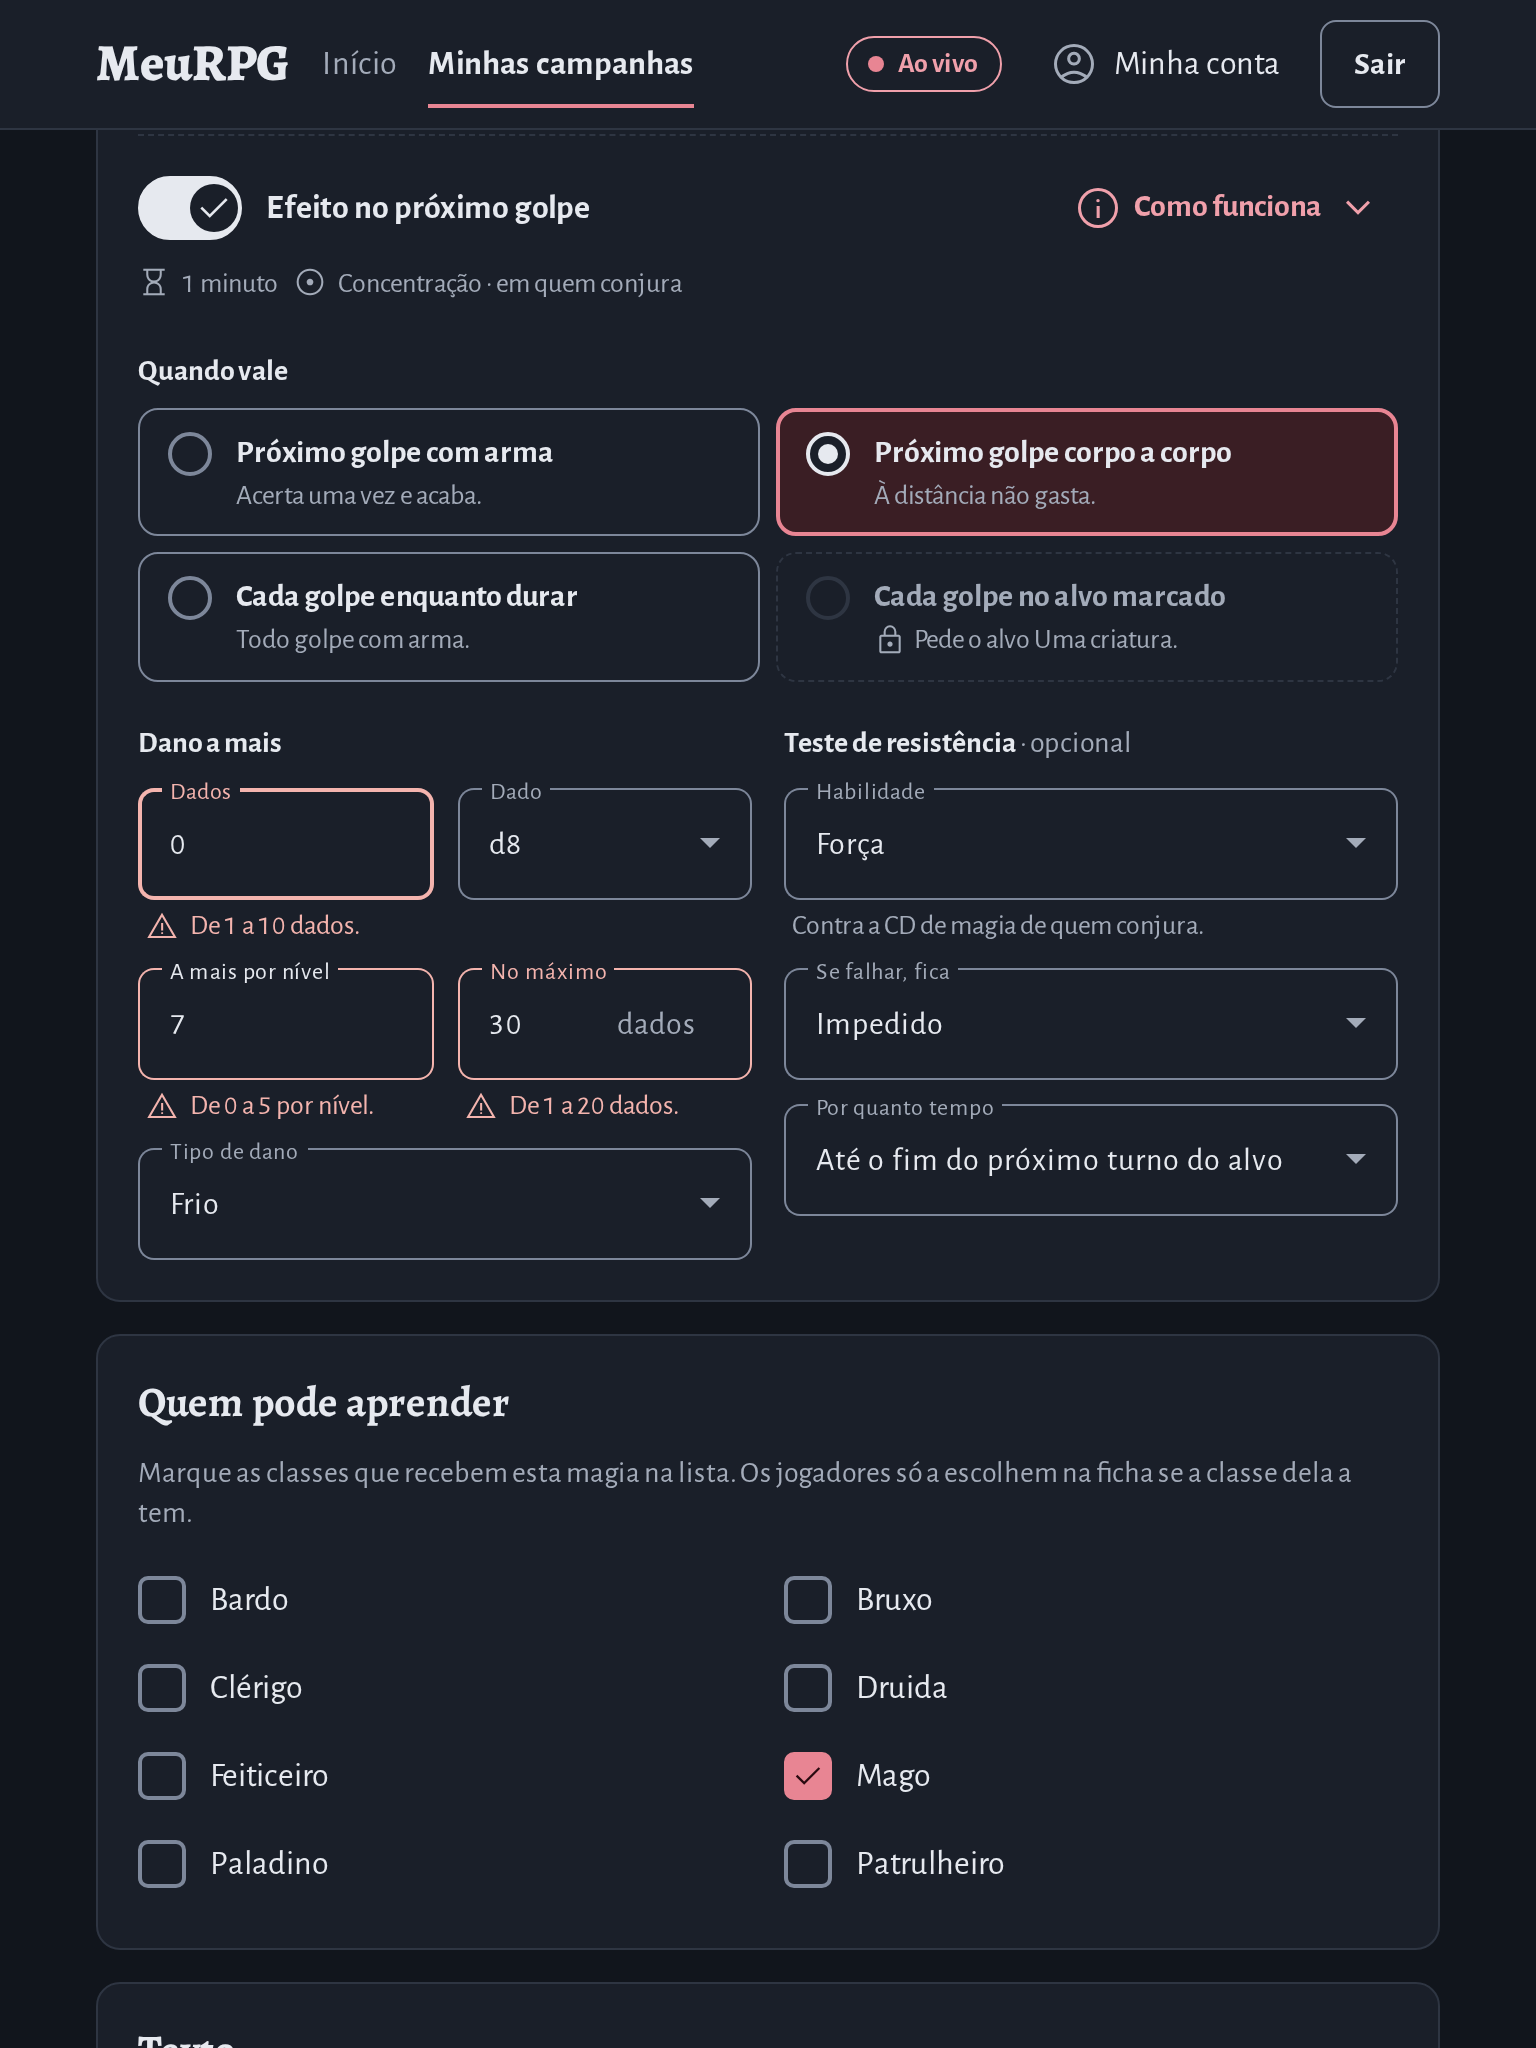 MeuRPG Início Minhas campanhas Ao vivo Minha conta Sair
Efeito no próximo golpe
Como funciona
1 minuto Concentração · em quem conjura
Quando vale
Próximo golpe com arma
Acerta uma vez e acaba.
Próximo golpe corpo a corpo
À distância não gasta.
Cada golpe enquanto durar
Todo golpe com arma.
Cada golpe no alvo marcado
Pede o alvo Uma criatura.
Dano a mais
Dados
0
De 1 a 10 dados.
Dado
d8
A mais por nível
7
De 0 a 5 por nível.
No máximo
30 dados
De 1 a 20 dados.
Tipo de dano
Frio
Teste de resistência · opcional
Habilidade
Força
Contra a CD de magia de quem conjura.
Se falhar, fica
Impedido
Por quanto tempo
Até o fim do próximo turno do alvo
Quem pode aprender
Marque as classes que recebem esta magia na lista. Os jogadores só a escolhem na ficha se a classe dela a
tem.
Bardo
Bruxo
Clérigo
Druida
Feiticeiro
Mago
Paladino
Patrulheiro